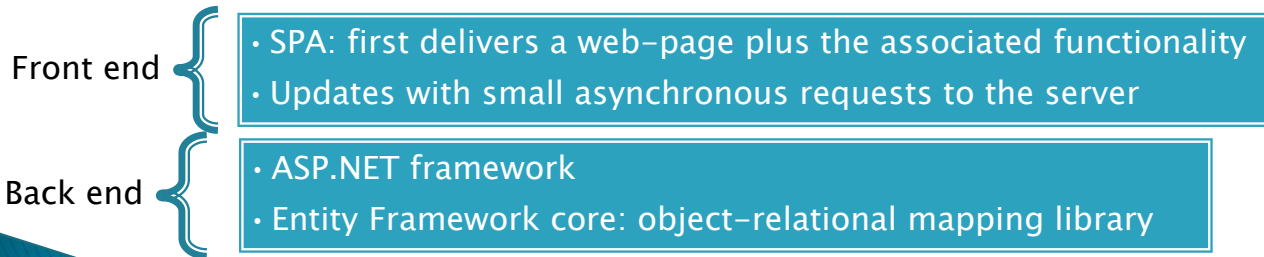 Front end
• SPA: first delivers a web-page plus the associated functionality
• Updates with small asynchronous requests to the server
Back end
• ASP.NET framework
• Entity Framework core: object-relational mapping library